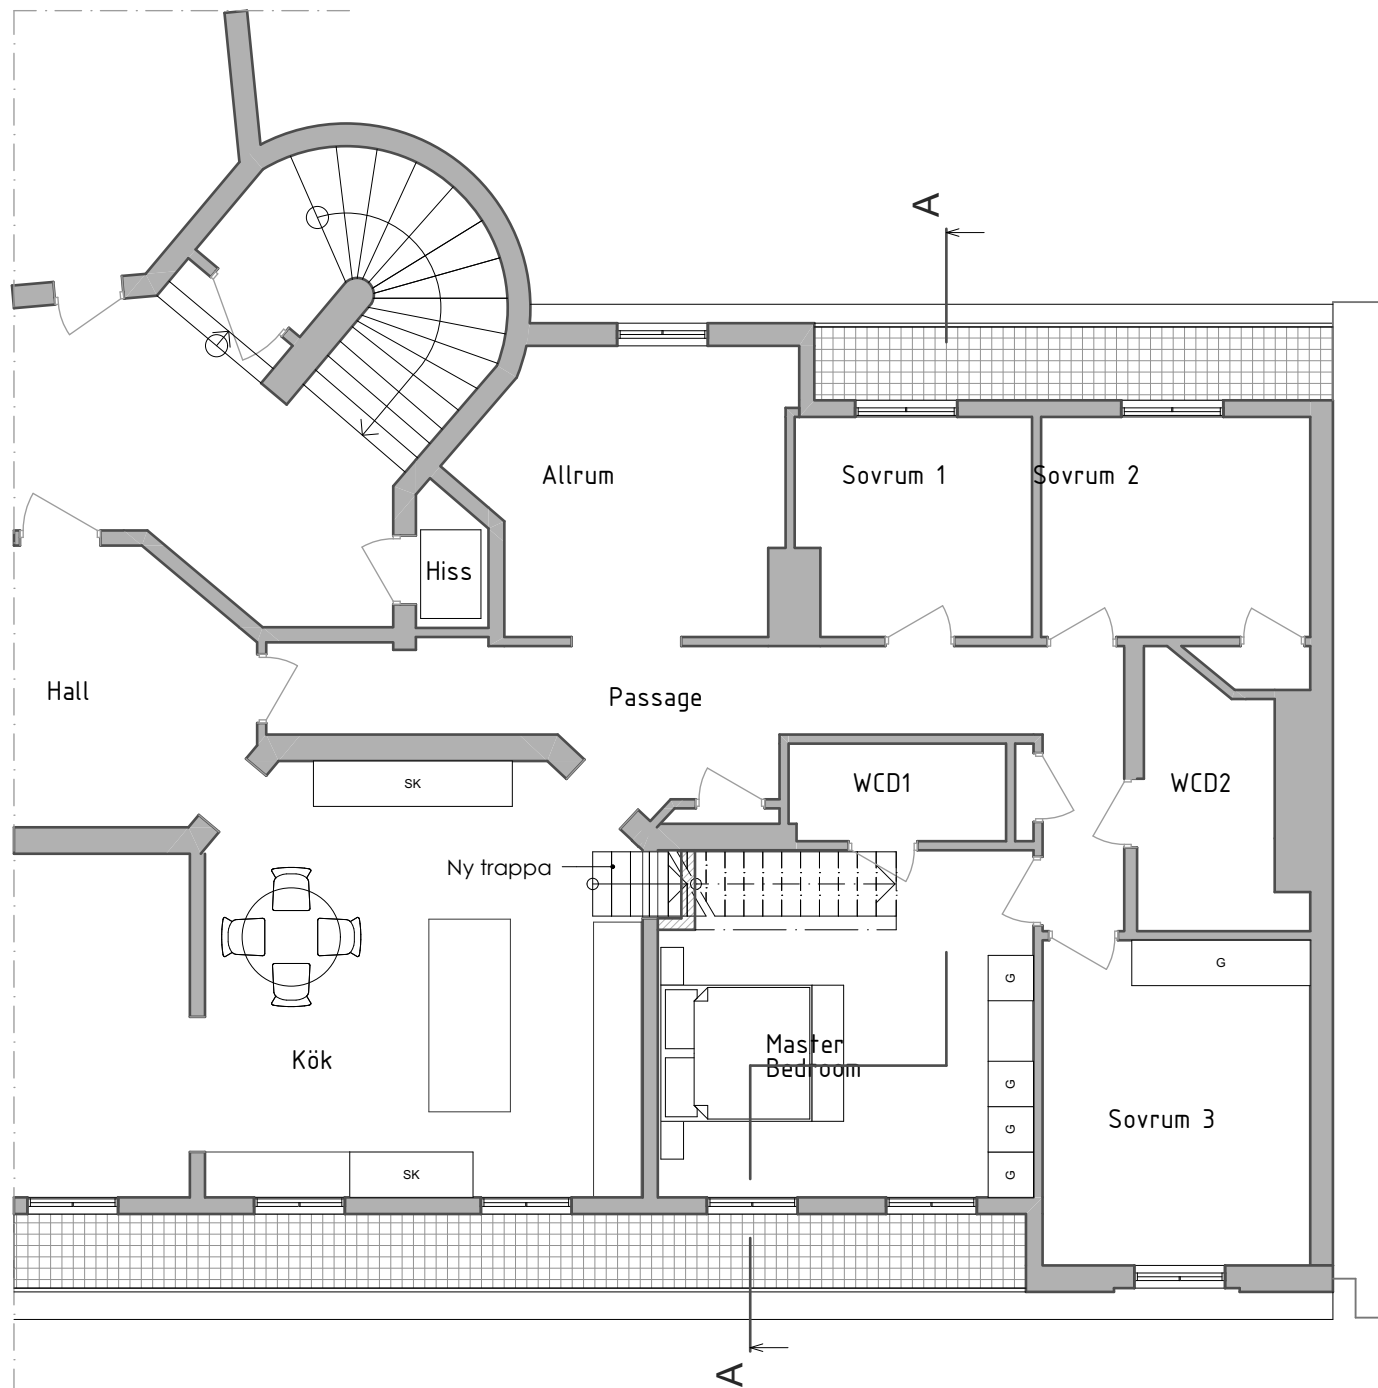 A
Allrum
Sovrum 1
Sovrum 2
Hiss
Hall
Passage
SK
WCD1
WCD2
Ny trappa
G
G
Master
Bedroom
Kök
G
G
Sovrum 3
SK
G
A